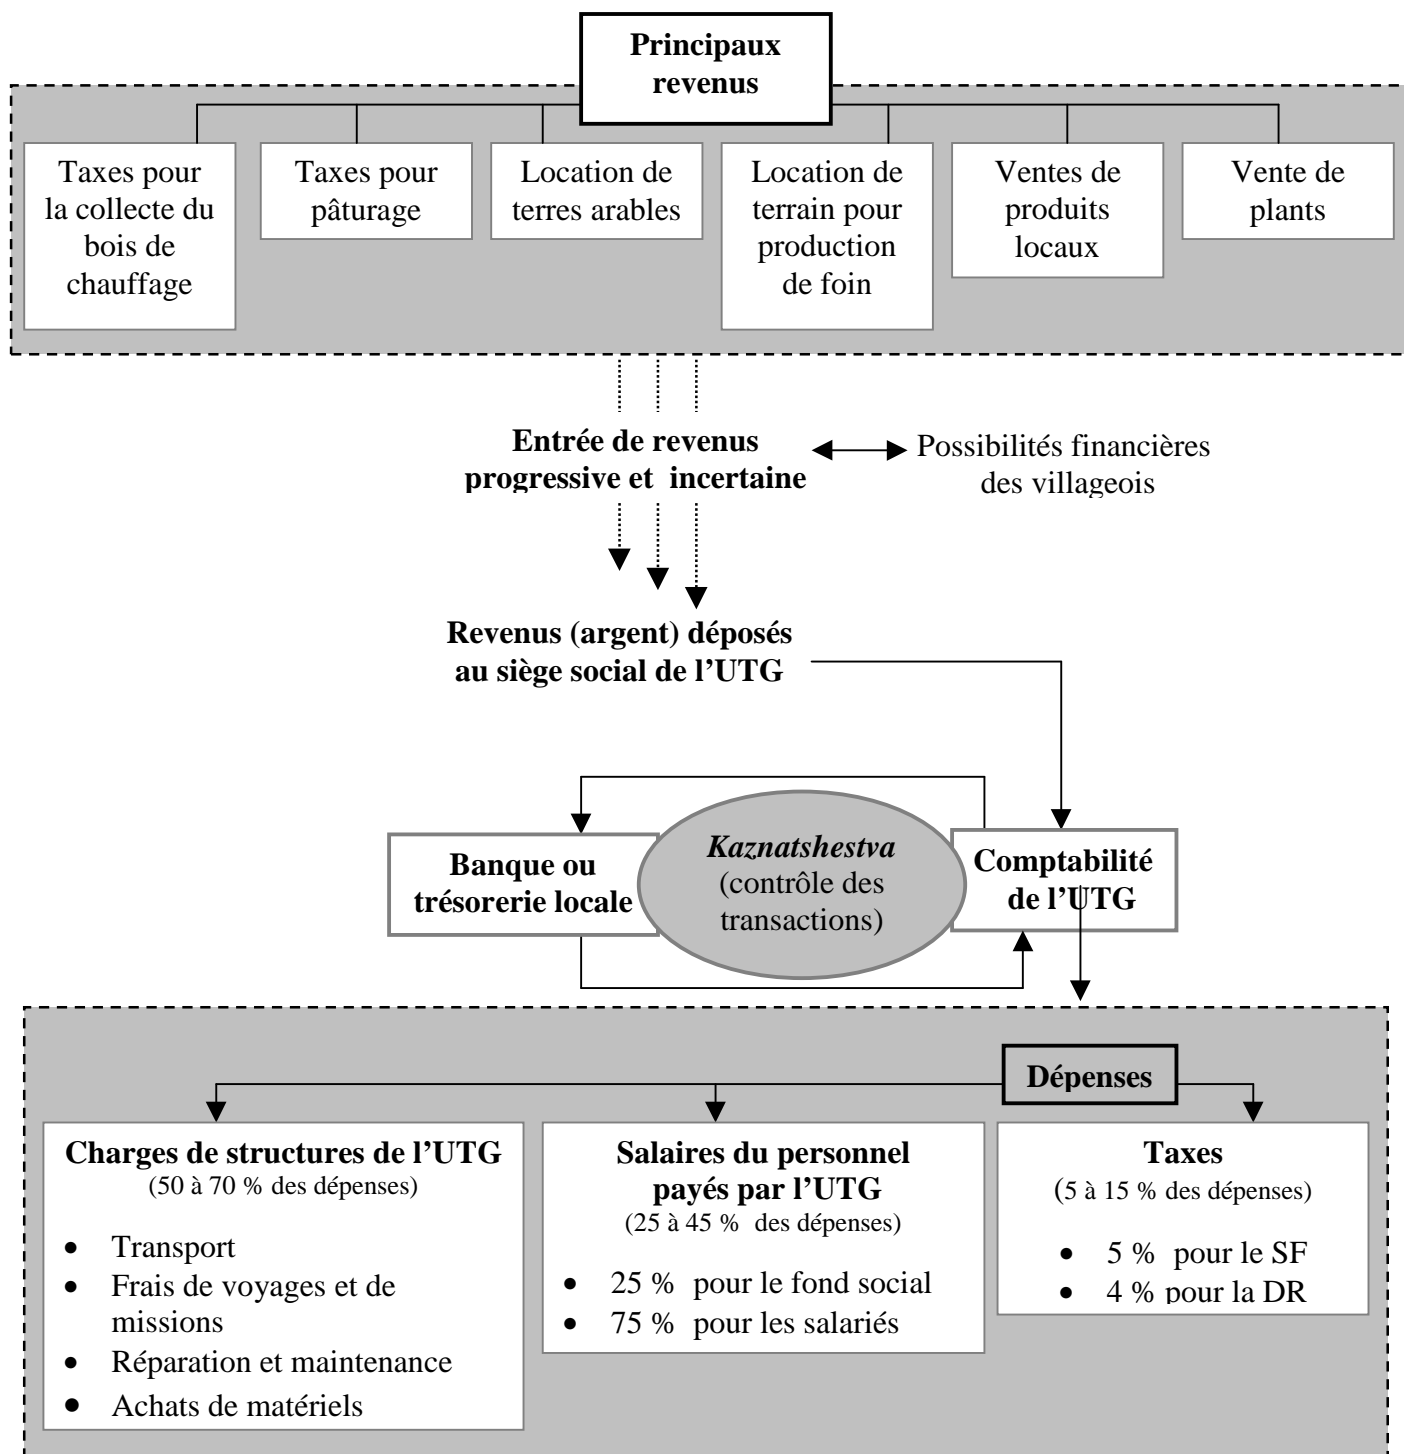 Principaux
revenus
Taxes pour
la collecte du
bois de
chauffage
Taxes pour
pâturage
Location de
terres arables
Location de
terrain pour
production
de foin
Ventes de
produits
locaux
Vente de
plants
Entrée de revenus
progressive et incertaine
Possibilités financières
des villageois
Revenus (argent) déposés
au siège social de l’UTG
Banque ou
trésorerie locale
Kaznatshestva
(contrôle des
transactions)
Comptabilité
de l’UTG
Dépenses
Charges de structures de l’UTG
(50 à 70 % des dépenses)
• Transport
• Frais de voyages et de
missions
• Réparation et maintenance
• Achats de matériels
Salaires du personnel
payés par l’UTG
(25 à 45 % des dépenses)
• 25 % pour le fond social
• 75 % pour les salariés
Taxes
(5 à 15 % des dépenses)
• 5 % pour le SF
• 4 % pour la DR